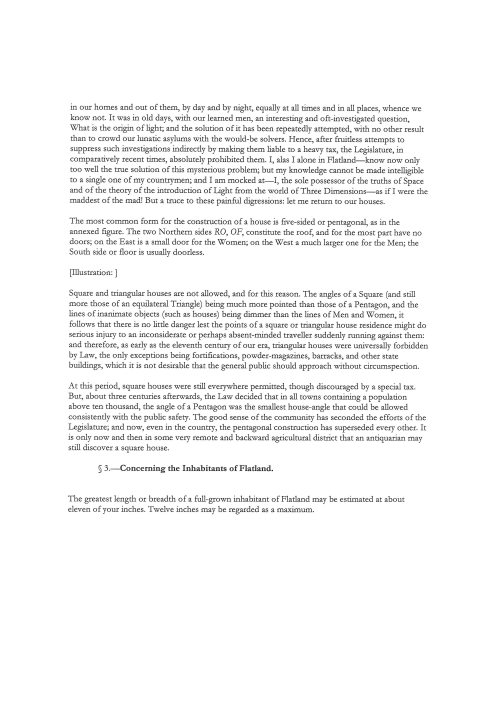 in our homes and out of them, by day and by night, equally at all times and in all places, whence we
know not. It was in old days, with our learned men, an interesting and oft-investigated question,
What is the origin of light; and the solution of it has been repeatedly attempted, with no other result
than to crowd our lunatic asylums with the would-be solvers. Hence, after fruitless attempts to
suppress such investigations indirectly by making them liable to a heavy tax, the Legislature, in
comparatively recent times, absolutely prohibited them. I, alas I alone in Flatland—know now only
too well the true solution of this mysterious problem; but my knowledge cannot be made intelligible
to a single one of my countrymen; and I am mocked at—I, the sole possessor of the truths of Space
and of the theory of the introduction of Light from the world of Three Dimensions—as if I were the
maddest of the mad! But a truce to these painful digressions: let me return to our houses.
The most common form for the construction of a house is five-sided or pentagonal, as in the
annexed figure. The two Northern sides RO, OF, constitute the roof, and for the most part have no
doors; on the East is a small door for the Women; on the West a much larger one for the Men; the
South side or floor is usually doorless.
[Illustration: ]
Square and triangular houses are not allowed, and for this reason. The angles of a Square (and still
more those of an equilateral Triangle) being much more pointed than those of a Pentagon, and the
lines of inanimate objects (such as houses) being dimmer than the lines of Men and Women, it
follows that there is no little danger lest the points of a square or triangular house residence might do
serious injury to an inconsiderate or perhaps absent-minded traveller suddenly running against them:
and therefore, as early as the eleventh century of our era, triangular houses were universally forbidden
by Law, the only exceptions being fortifications, powder-magazines, barracks, and other state
buildings, which it is not desirable that the general public should approach without circumspection.
At this period, square houses were still everywhere permitted, though discouraged by a special tax.
But, about three centuries afterwards, the Law decided that in all towns containing a population
above ten thousand, the angle of a Pentagon was the smallest house-angle that could be allowed
consistently with the public safety. The good sense of the community has seconded the efforts of the
Legislature; and now, even in the country, the pentagonal construction has superseded every other. It
is only now and then in some very remote and backward agricultural district that an antiquarian may
still discover a square house.
§ 3.—Concerning the Inhabitants of Flatland.
The greatest length or breadth of a full-grown inhabitant of Flatland may be estimated at about
eleven of your inches. Twelve inches may be regarded as a maximum.